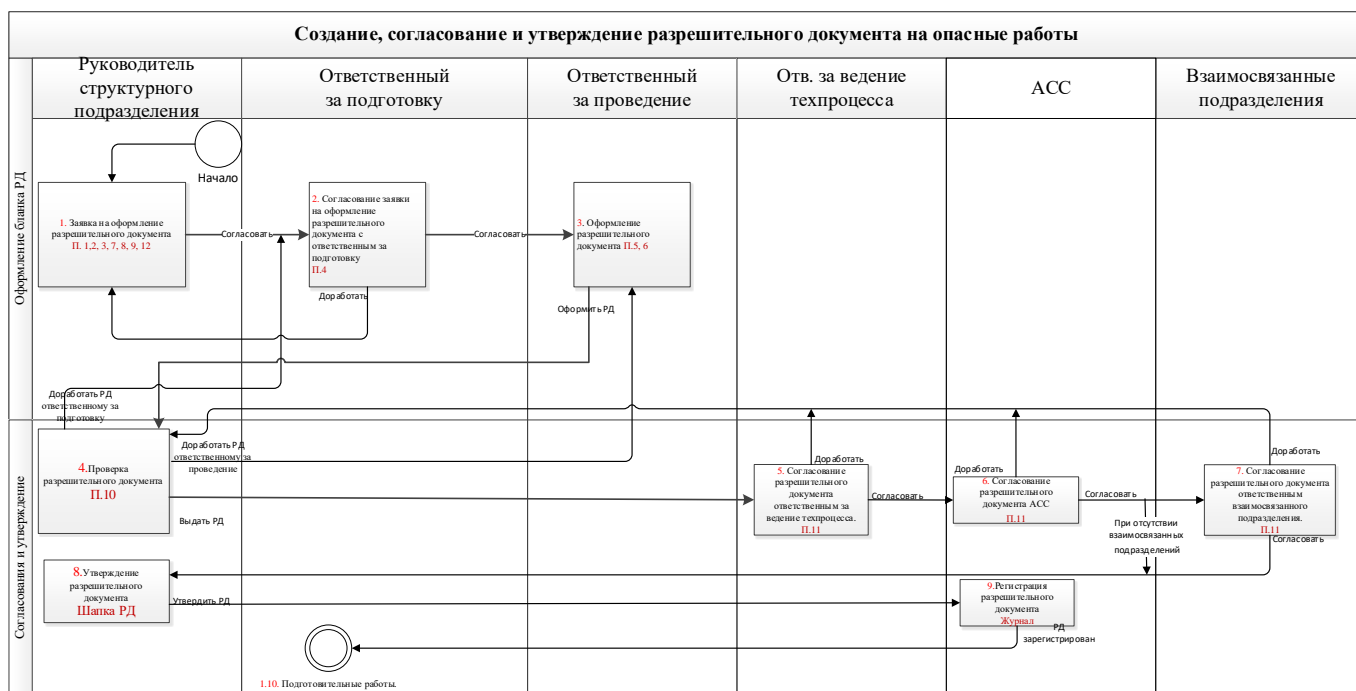 Создание, согласование и утверждение разрешительного документа на опасные работы
Руководитель
структурного
подразделения
Ответственный
за подготовку
Ответственный
за проведение
Отв. за ведение
техпроцесса
АСС
Взаимосвязанные
подразделения
Оформление бланка РД
Начало
1. Заявка на оформление
разрешительного документа
П. 1,2, 3, 7, 8, 9, 12
Согласовать
2. Согласование заявки
на оформление
разрешительного
документа с
ответственным за
подготовку
П.4
Согласовать
3. Оформление
разрешительного
документа П.5, 6
Доработать
Оформить РД
Доработать РД
ответственному за
подготовку
Согласования и утверждение
4.Проверка
разрешительного документа
П.10
Доработать РД
ответственному за
проведение
Выдать РД
Доработать
5. Согласование
разрешительного
документа
ответственным за
ведение техпроцесса.
П.11
Согласовать
Доработать
6. Согласование
разрешительного
документа АСС
П.11
Согласовать
При отсутствии
взаимосвязанных
подразделений
Доработать
7. Согласование
разрешительного документа
ответственным
взаимосвязанного
подразделения.
П.11
Согласовать
8.Утверждение
разрешительного
документа
Шапка РД
Утвердить РД
9.Регистрация
разрешительного
документа
Журнал
РД
зарегистрирован
1.10. Подготовительные работы.